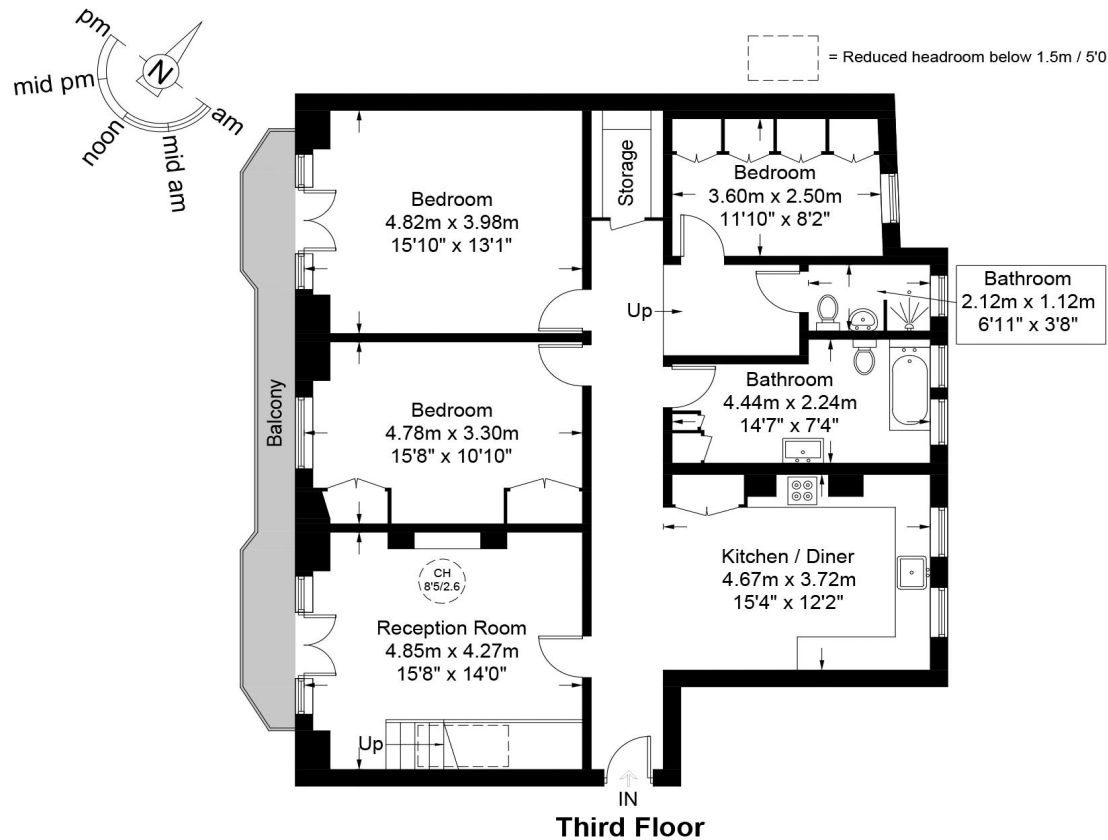 pm
mid pm
noon
mid am
am
N
= Reduced headroom below 1.5m / 5'0
Bedroom
4.82m x 3.98m
15'10" x 13'1"
Storage
Bedroom
3.60m x 2.50m
11'10" x 8'2"
Up
Bathroom
2.12m x 1.12m
6'11" x 3'8"
Balcony
Bedroom
4.78m x 3.30m
15'8" x 10'10"
Bathroom
4.44m x 2.24m
14'7" x 7'4"
CH
8'5/2.6
Reception Room
4.85m x 4.27m
15'8" x 14'0"
Kitchen / Diner
4.67m x 3.72m
15'4" x 12'2"
Up
IN
Third Floor